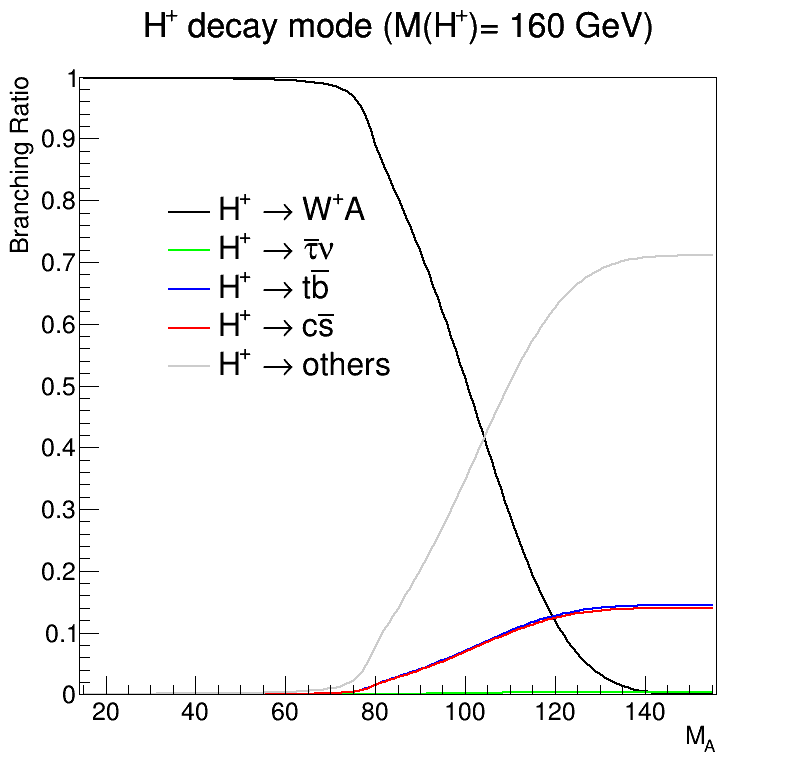 H⁺ decay mode (M(H⁺)= 160 GeV)
Branching Ratio
1
0.9
0.8
0.7
0.6
0.5
0.4
0.3
0.2
0.1
0
H⁺ → W⁺A
H⁺ → τ̅ν
H⁺ → tb̅
H⁺ → cs̅
H⁺ → others
20 40 60 80 100 120 140
M_A